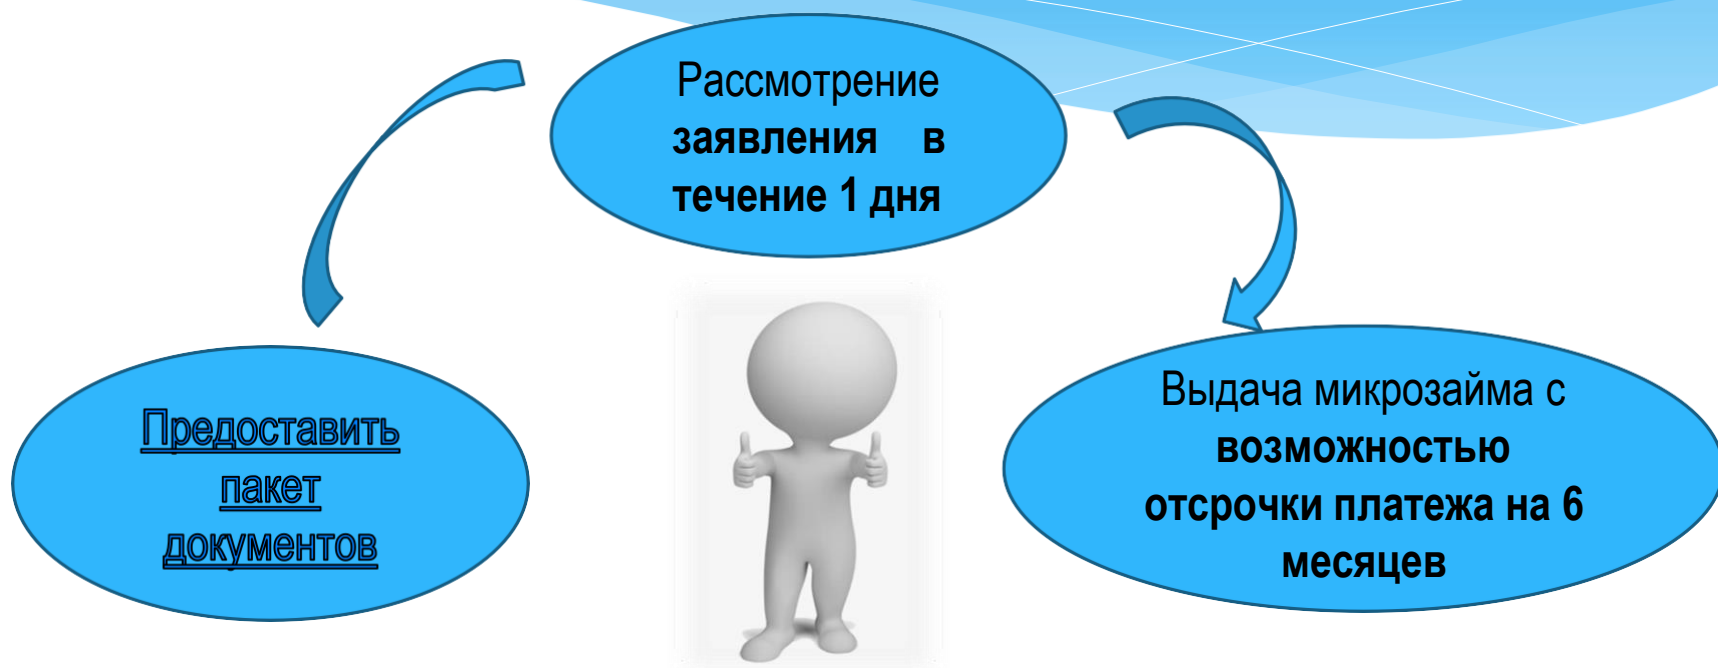 Рассмотрение
заявления в
течение 1 дня
Предоставить
пакет
документов
Выдача микрозайма с
возможностью
отсрочки платежа на 6
месяцев